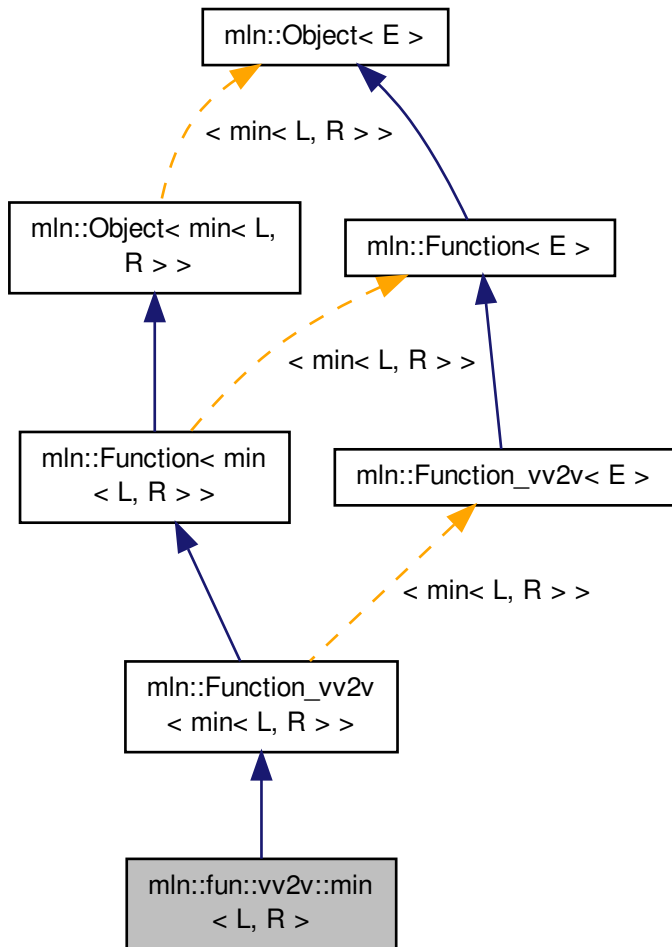 mln::Object< E >
< min< L, R > >
mln::Object< min< L,
R > >
mln::Function< E >
< min< L, R > >
mln::Function< min
< L, R > >
mln::Function_vv2v< E >
< min< L, R > >
mln::Function_vv2v
< min< L, R > >
mln::fun::vv2v::min
< L, R >